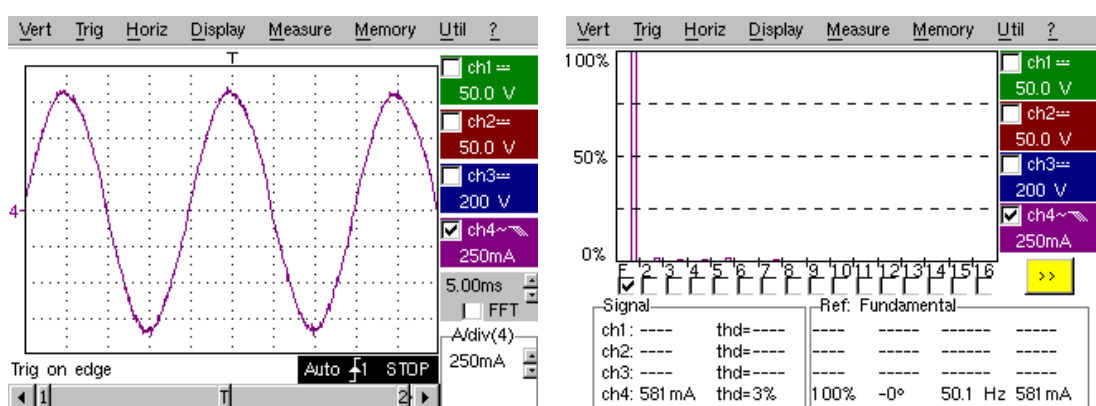 Vert Trig Horiz Display Measure Memory Util ?
T
ch1
50.0 V
ch2
50.0 V
ch3
200 V
4
ch4~
250mA
5.00ms
FFT
A/div(4)
250mA
Trig on edge Auto 1 STOP
1 T 2
Vert Trig Horiz Display Measure Memory Util ?
100%
50%
0%
ch1
50.0 V
ch2
50.0 V
ch3
200 V
ch4~
250mA
F 2 3 4 5 6 7 8 9 10 11 12 13 14 15 16
>>
Signal Ref: Fundamental
ch1: ---- thd=---- ---- ----- ------ -----
ch2: ---- thd=---- ---- ----- ------ -----
ch3: ---- thd=---- ---- ----- ------ -----
ch4: 581mA thd=3% 100% -0° 50.1 Hz 581mA